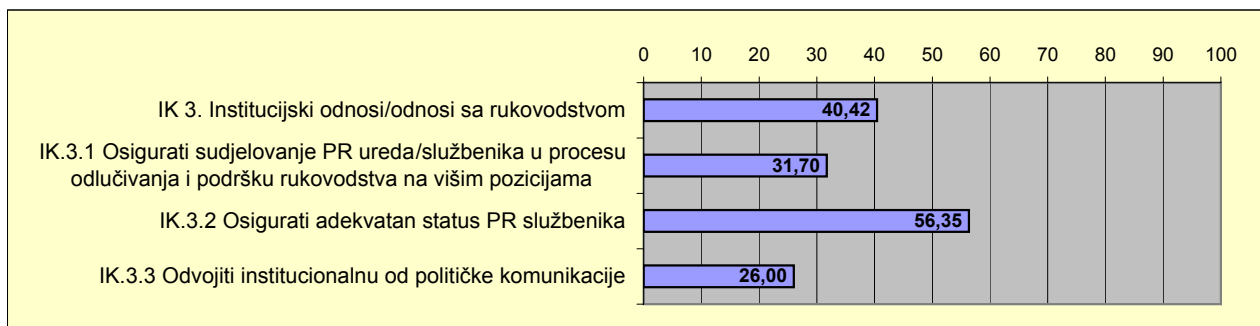 0 10 20 30 40 50 60 70 80 90 100
IK 3. Institucijski odnosi/odnosi sa rukovodstvom
40,42
IK.3.1 Osigurati sudjelovanje PR ureda/službenika u procesu
odlučivanja i podršku rukovodstva na višim pozicijama
31,70
IK.3.2 Osigurati adekvatan status PR službenika
56,35
IK.3.3 Odvojiti institucionalnu od političke komunikacije
26,00